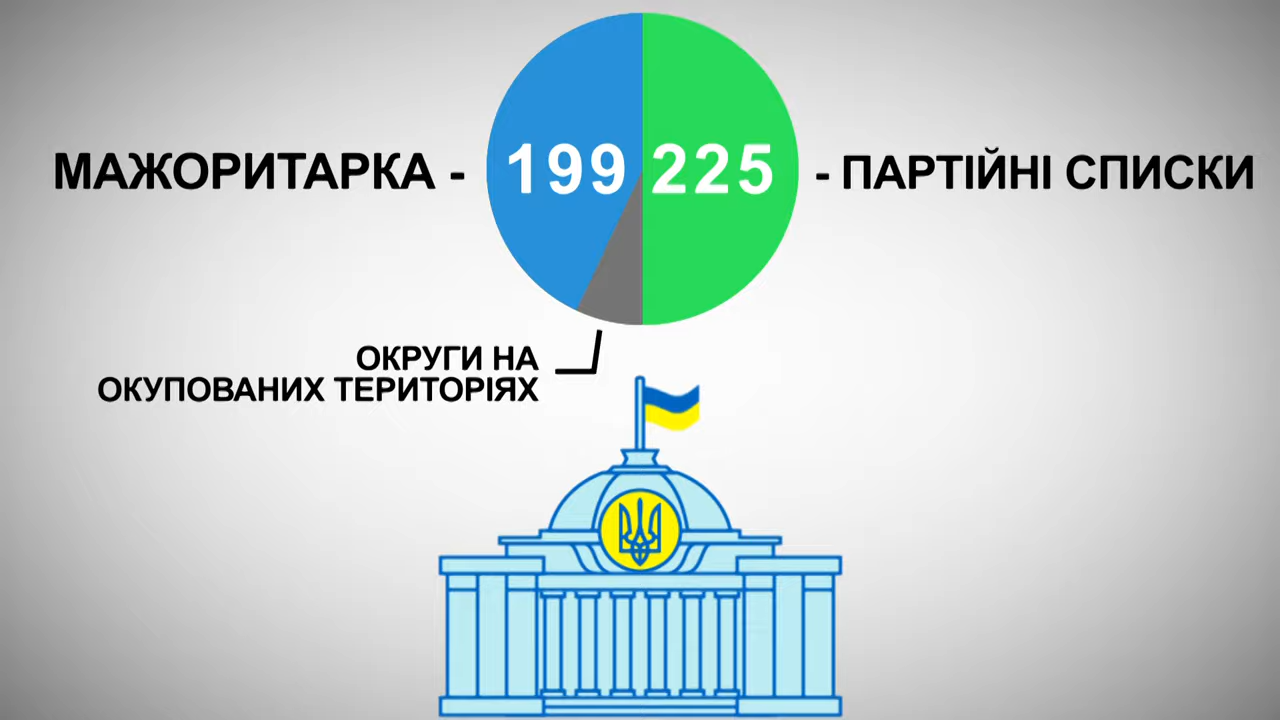 МАЖОРИТАРКА - 199 225 - ПАРТІЙНІ СПИСКИ
ОКРУГИ НА
ОКУПОВАНИХ ТЕРИТОРІЯХ